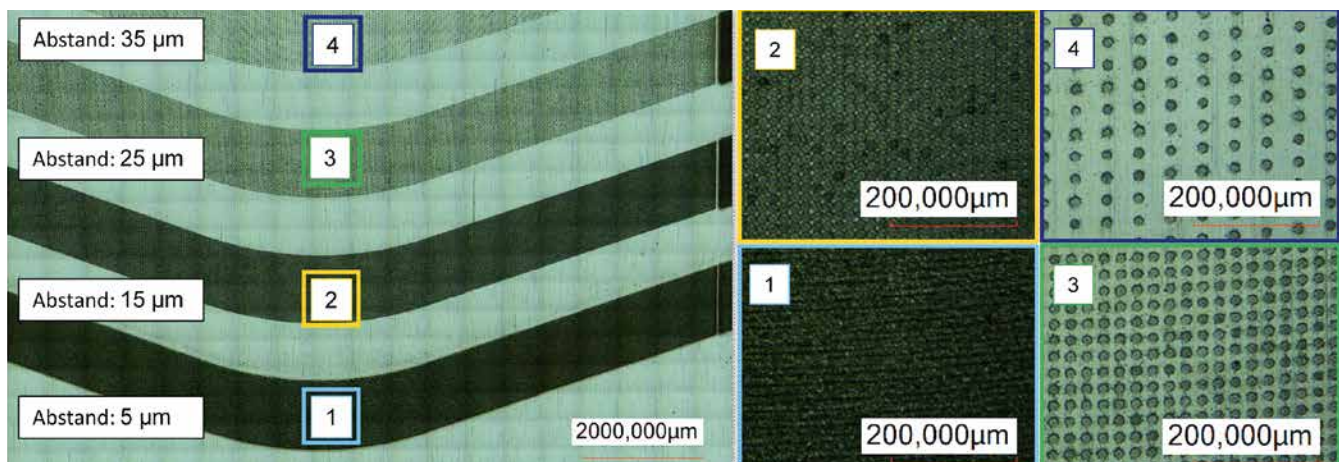 Abstand: 35 µm
4
Abstand: 25 µm
3
Abstand: 15 µm
2
Abstand: 5 µm
1
2000,000µm
2
200,000µm
4
200,000µm
1
200,000µm
3
200,000µm